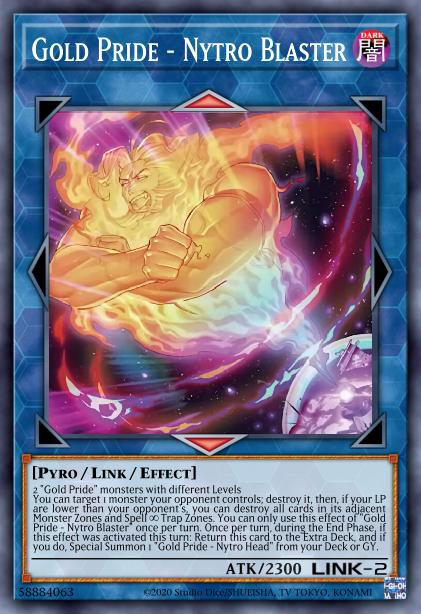 GOLD PRIDE - NYTRO BLASTER
DARK
闇
[PYRO / LINK / EFFECT]
2 "Gold Pride" monsters with different Levels
You can target 1 monster your opponent controls; destroy it, then, if your LP
are lower than your opponent's, you can destroy all cards in its adjacent
Monster Zones and Spell ∞ Trap Zones. You can only use this effect of "Gold
Pride - Nytro Blaster" once per turn. Once per turn, during the End Phase, if
this effect was activated this turn: Return this card to the Extra Deck, and if
you do, Special Summon 1 "Gold Pride - Nytro Head" from your Deck or GY.
ATK/2300 LINK-2
58884063 ©2020 Studio Dice/SHUEISHA, TV TOKYO, KONAMI